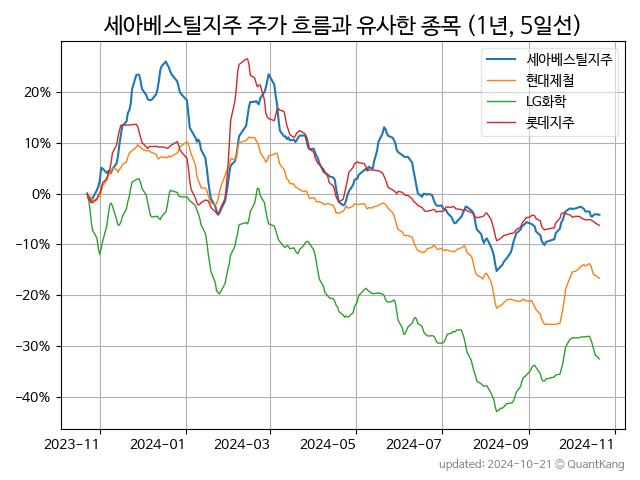 세아베스틸지주 주가 흐름과 유사한 종목 (1년, 5일선)
세아베스틸지주
현대제철
LG화학
롯데지주
20%
10%
0%
−10%
−20%
−30%
−40%
2023-11
2024-01
2024-03
2024-05
2024-07
2024-09
2024-11
updated: 2024-10-21 © QuantKang